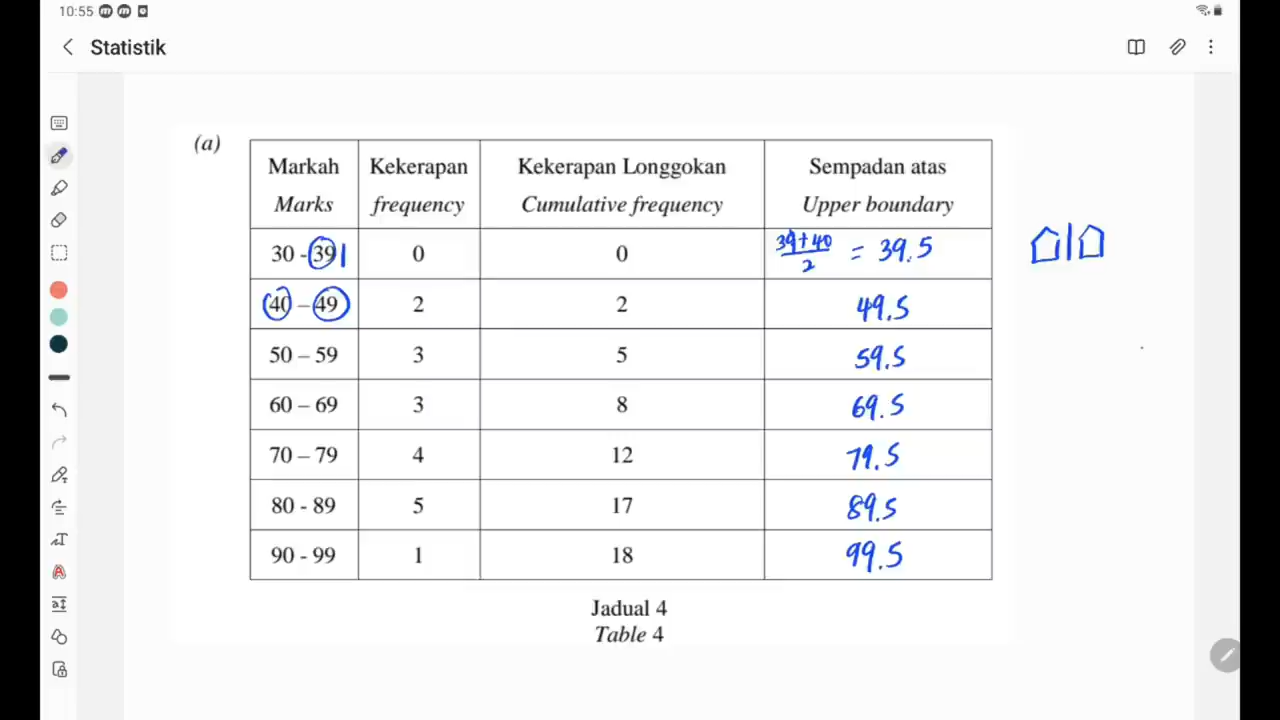 10:55
Statistik
(a)
Markah Kekerapan Kekerapan Longgokan Sempadan atas
Marks frequency Cumulative frequency Upper boundary
30 - 39 0 0 39+40/2 = 39.5
40 – 49 2 2 49.5
50 – 59 3 5 59.5
60 – 69 3 8 69.5
70 – 79 4 12 79.5
80 - 89 5 17 89.5
90 - 99 1 18 99.5
Jadual 4
Table 4